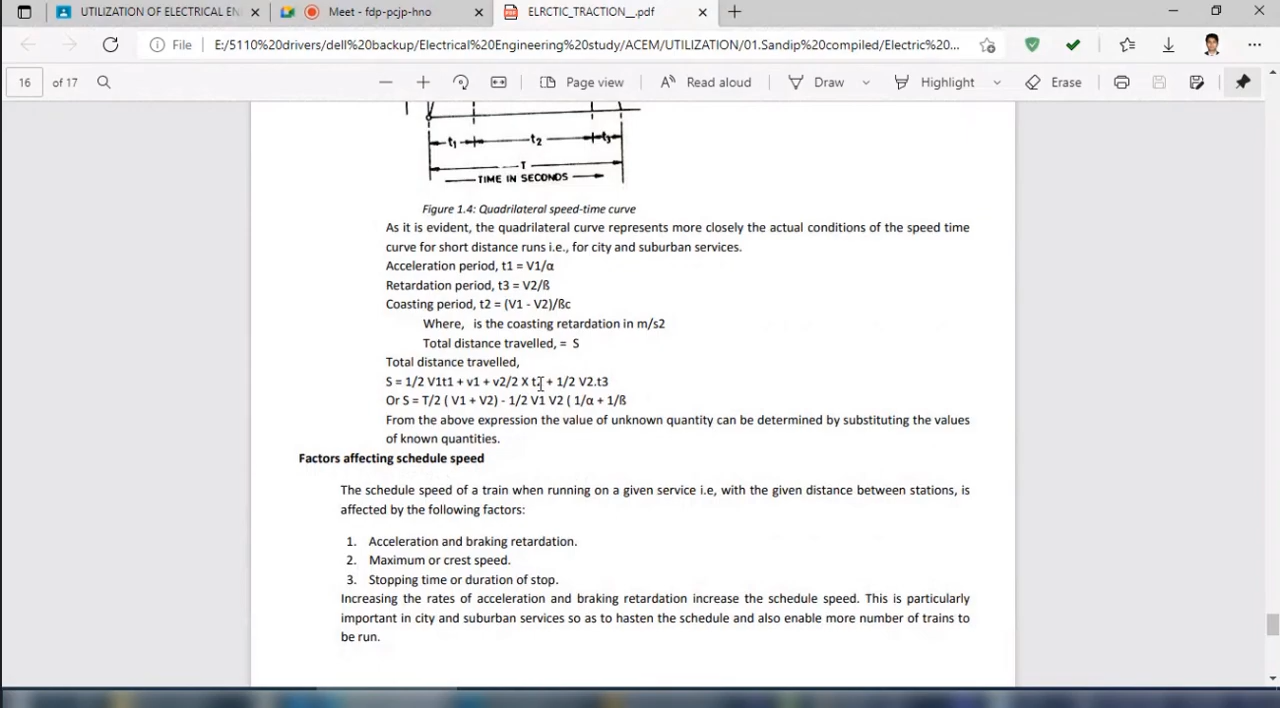 UTILIZATION OF ELECTRICAL EN
Meet - fdp-pcjp-hno
ELRCTIC_TRACTION__.pdf
File
E:/5110%20drivers/dell%20backup/Electrical%20Engineering%20study/ACEM/UTILIZATION/01.Sandip%20compiled/Electric%20...
16 of 17
Page view
Read aloud
Draw
Highlight
Erase
t1 t2 t3
T
TIME IN SECONDS
Figure 1.4: Quadrilateral speed-time curve
As it is evident, the quadrilateral curve represents more closely the actual conditions of the speed time
curve for short distance runs i.e., for city and suburban services.
Acceleration period, t1 = V1/α
Retardation period, t3 = V2/ß
Coasting period, t2 = (V1 - V2)/ßc
Where, is the coasting retardation in m/s2
Total distance travelled, = S
Total distance travelled,
S = 1/2 V1t1 + v1 + v2/2 X t2 + 1/2 V2.t3
Or S = T/2 ( V1 + V2) - 1/2 V1 V2 ( 1/α + 1/ß
From the above expression the value of unknown quantity can be determined by substituting the values
of known quantities.
Factors affecting schedule speed
The schedule speed of a train when running on a given service i.e, with the given distance between stations, is
affected by the following factors:
1. Acceleration and braking retardation.
2. Maximum or crest speed.
3. Stopping time or duration of stop.
Increasing the rates of acceleration and braking retardation increase the schedule speed. This is particularly
important in city and suburban services so as to hasten the schedule and also enable more number of trains to
be run.